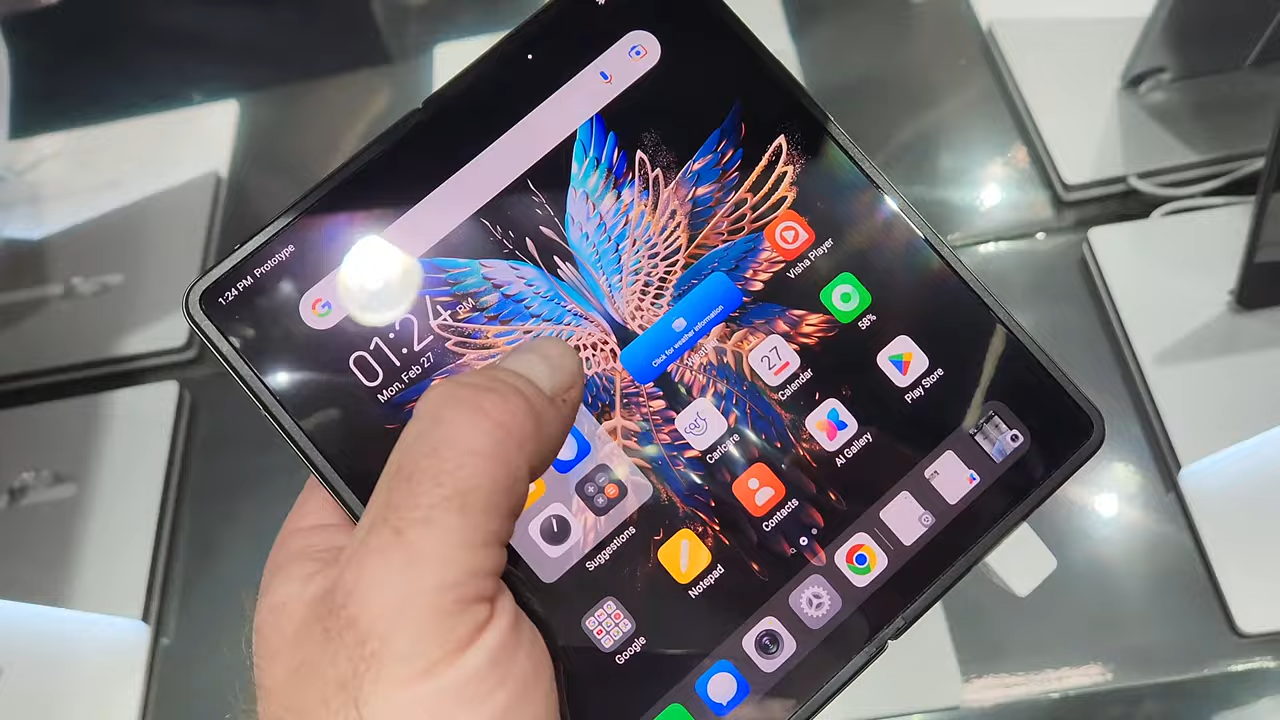 1:24 PM Prototype
G
01:24 PM
Mon, Feb 27
Click for weather information
Weather
Visha Player
58%
27
Calendar
Play Store
carl
Carlcare
AI Gallery
Contacts
Suggestions
Notepad
Google